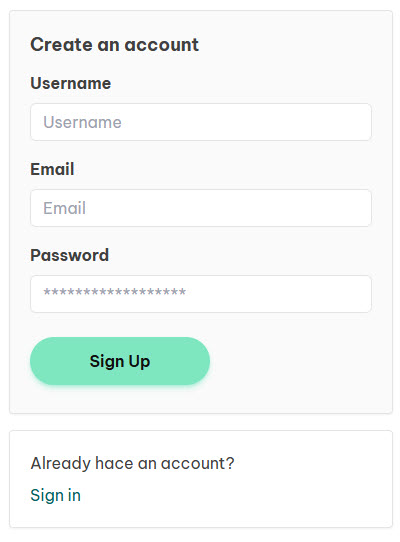 Create an account
Username
Username
Email
Email
Password
******************
Sign Up
Already hace an account?
Sign in